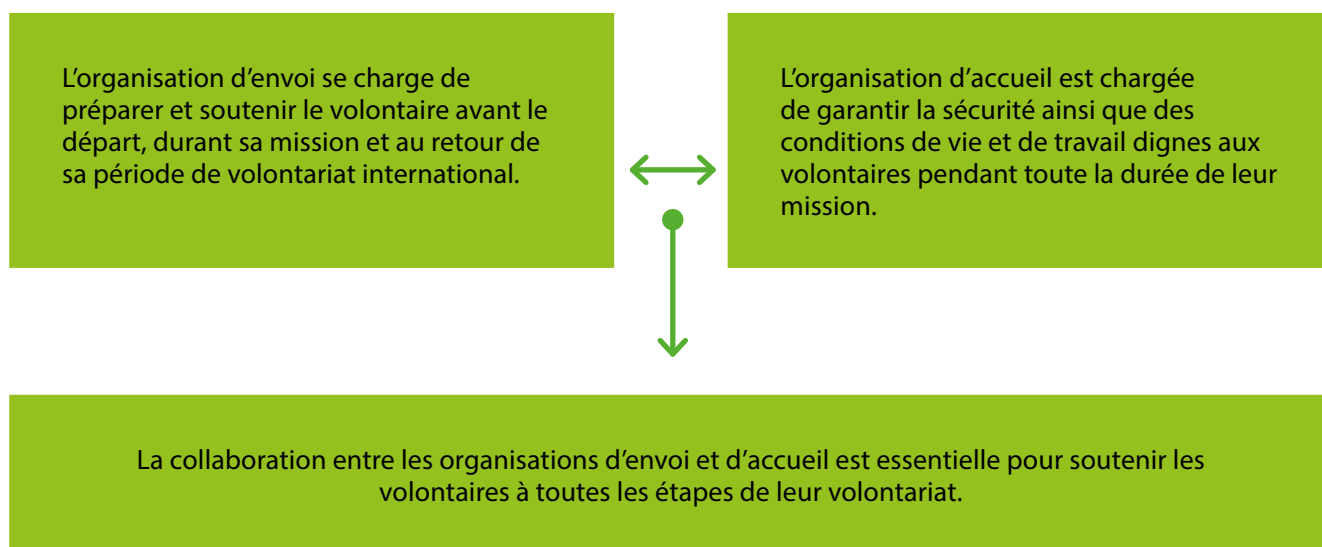 L’organisation d’envoi se charge de
préparer et soutenir le volontaire avant le
départ, durant sa mission et au retour de
sa période de volontariat international.
L’organisation d’accueil est chargée
de garantir la sécurité ainsi que des
conditions de vie et de travail dignes aux
volontaires pendant toute la durée de leur
mission.
La collaboration entre les organisations d’envoi et d’accueil est essentielle pour soutenir les
volontaires à toutes les étapes de leur volontariat.